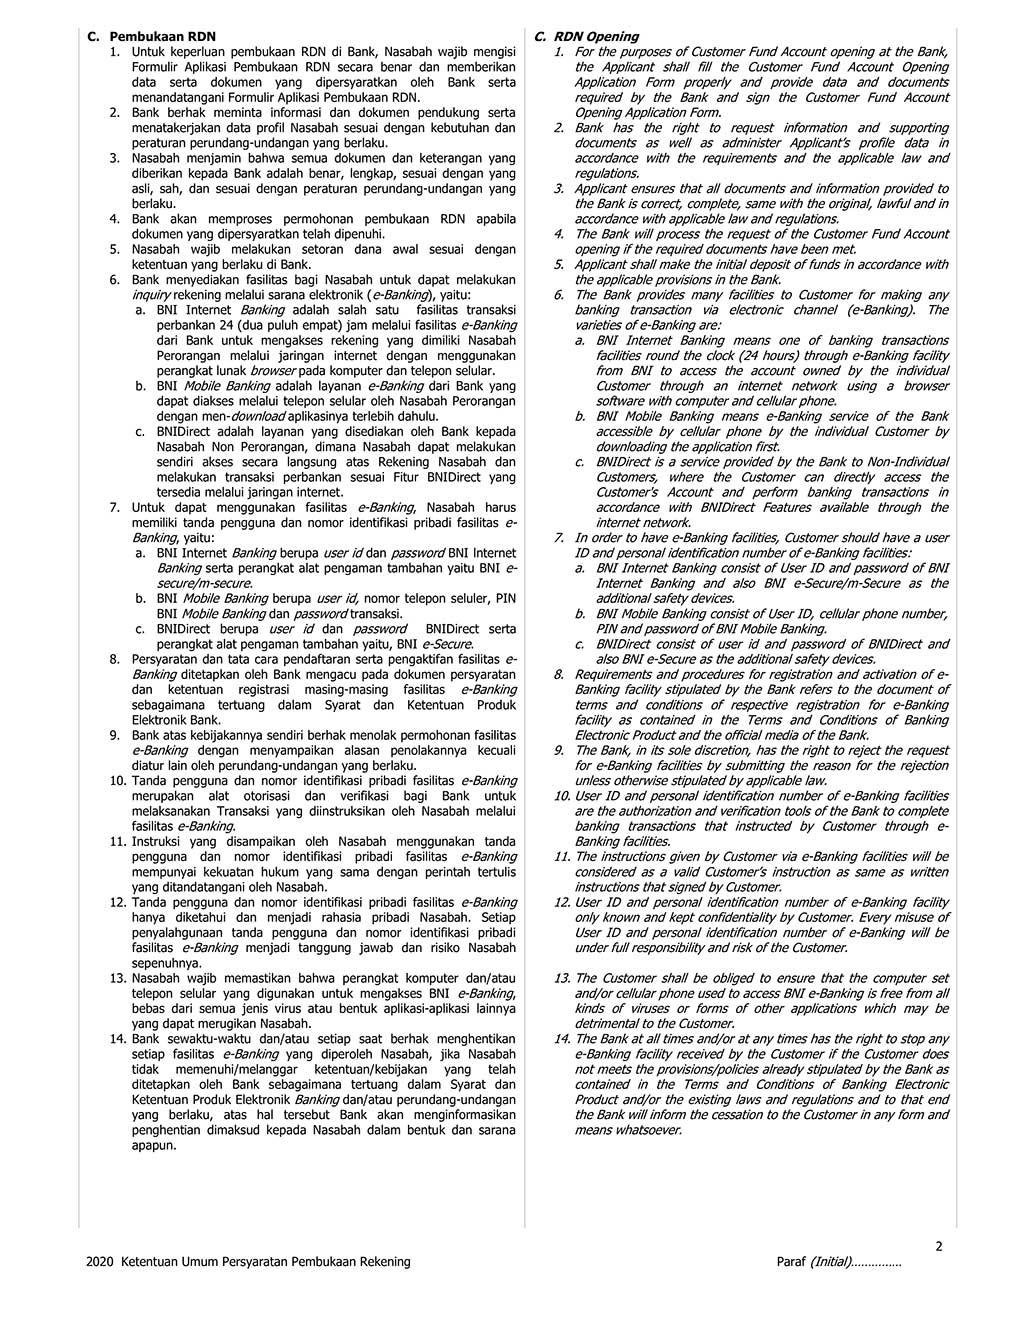 C. Pembukaan RDN
1. Untuk keperluan pembukaan RDN di Bank, Nasabah wajib mengisi
Formulir Aplikasi Pembukaan RDN secara benar dan memberikan
data serta dokumen yang dipersyaratkan oleh Bank serta
menandatangani Formulir Aplikasi Pembukaan RDN.
2. Bank berhak meminta informasi dan dokumen pendukung serta
menatakerjakan data profil Nasabah sesuai dengan kebutuhan dan
peraturan perundang-undangan yang berlaku.
3. Nasabah menjamin bahwa semua dokumen dan keterangan yang
diberikan kepada Bank adalah benar, lengkap, sesuai dengan yang
asli, sah, dan sesuai dengan peraturan perundang-undangan yang
berlaku.
4. Bank akan memproses permohonan pembukaan RDN apabila
dokumen yang dipersyaratkan telah dipenuhi.
5. Nasabah wajib melakukan setoran dana awal sesuai dengan
ketentuan yang berlaku di Bank.
6. Bank menyediakan fasilitas bagi Nasabah untuk dapat melakukan
inquiry rekening melalui sarana elektronik (e-Banking), yaitu:
a. BNI Internet Banking adalah salah satu fasilitas transaksi
perbankan 24 (dua puluh empat) jam melalui fasilitas e-Banking
dari Bank untuk mengakses rekening yang dimiliki Nasabah
Perorangan melalui jaringan internet dengan menggunakan
perangkat lunak browser pada komputer dan telepon selular.
b. BNI Mobile Banking adalah layanan e-Banking dari Bank yang
dapat diakses melalui telepon selular oleh Nasabah Perorangan
dengan men-download aplikasinya terlebih dahulu.
c. BNIDirect adalah layanan yang disediakan oleh Bank kepada
Nasabah Non Perorangan, dimana Nasabah dapat melakukan
sendiri akses secara langsung atas Rekening Nasabah dan
melakukan transaksi perbankan sesuai Fitur BNIDirect yang
tersedia melalui jaringan internet.
7. Untuk dapat menggunakan fasilitas e-Banking, Nasabah harus
memiliki tanda pengguna dan nomor identifikasi pribadi fasilitas e-
Banking, yaitu:
a. BNI Internet Banking berupa user id dan password BNI Internet
Banking serta perangkat alat pengaman tambahan yaitu BNI e-
secure/m-secure.
b. BNI Mobile Banking berupa user id, nomor telepon seluler, PIN
BNI Mobile Banking dan password transaksi.
c. BNIDirect berupa user id dan password BNIDirect serta
perangkat alat pengaman tambahan yaitu, BNI e-Secure.
8. Persyaratan dan tata cara pendaftaran serta pengaktifan fasilitas e-
Banking ditetapkan oleh Bank mengacu pada dokumen persyaratan
dan ketentuan registrasi masing-masing fasilitas e-Banking
sebagaimana tertuang dalam Syarat dan Ketentuan Produk
Elektronik Bank.
9. Bank atas kebijakannya sendiri berhak menolak permohonan fasilitas
e-Banking dengan menyampaikan alasan penolakannya kecuali
diatur lain oleh perundang-undangan yang berlaku.
10. Tanda pengguna dan nomor identifikasi pribadi fasilitas e-Banking
merupakan alat otorisasi dan verifikasi bagi Bank untuk
melaksanakan Transaksi yang diinstruksikan oleh Nasabah melalui
fasilitas e-Banking.
11. Instruksi yang disampaikan oleh Nasabah menggunakan tanda
pengguna dan nomor identifikasi pribadi fasilitas e-Banking
mempunyai kekuatan hukum yang sama dengan perintah tertulis
yang ditandatangani oleh Nasabah.
12. Tanda pengguna dan nomor identifikasi pribadi fasilitas e-Banking
hanya diketahui dan menjadi rahasia pribadi Nasabah. Setiap
penyalahgunaan tanda pengguna dan nomor identifikasi pribadi
fasilitas e-Banking menjadi tanggung jawab dan risiko Nasabah
sepenuhnya.
13. Nasabah wajib memastikan bahwa perangkat komputer dan/atau
telepon selular yang digunakan untuk mengakses BNI e-Banking,
bebas dari semua jenis virus atau bentuk aplikasi-aplikasi lainnya
yang dapat merugikan Nasabah.
14. Bank sewaktu-waktu dan/atau setiap saat berhak menghentikan
setiap fasilitas e-Banking yang diperoleh Nasabah, jika Nasabah
tidak memenuhi/melanggar ketentuan/kebijakan yang telah
ditetapkan oleh Bank sebagaimana tertuang dalam Syarat dan
Ketentuan Produk Elektronik Banking dan/atau perundang-undangan
yang berlaku, atas hal tersebut Bank akan menginformasikan
penghentian dimaksud kepada Nasabah dalam bentuk dan sarana
apapun.
C. RDN Opening
1. For the purposes of Customer Fund Account opening at the Bank,
the Applicant shall fill the Customer Fund Account Opening
Application Form properly and provide data and documents
required by the Bank and sign the Customer Fund Account
Opening Application Form.
2. Bank has the right to request information and supporting
documents as well as administer Applicant's profile data in
accordance with the requirements and the applicable law and
regulations.
3. Applicant ensures that all documents and information provided to
the Bank is correct, complete, same with the original, lawful and in
accordance with applicable law and regulations.
4. The Bank will process the request of the Customer Fund Account
opening if the required documents have been met.
5. Applicant shall make the initial deposit of funds in accordance with
the applicable provisions in the Bank.
6. The Bank provides many facilities to Customer for making any
banking transaction via electronic channel (e-Banking). The
varieties of e-Banking are:
a. BNI Internet Banking means one of banking transactions
facilities round the clock (24 hours) through e-Banking facility
from BNI to access the account owned by the individual
Customer through an internet network using a browser
software with computer and cellular phone.
b. BNI Mobile Banking means e-Banking service of the Bank
accessible by cellular phone by the individual Customer by
downloading the application first.
c. BNIDirect is a service provided by the Bank to Non-Individual
Customers, where the Customer can directly access the
Customer's Account and perform banking transactions in
accordance with BNIDirect Features available through the
internet network.
7. In order to have e-Banking facilities, Customer should have a user
ID and personal identification number of e-Banking facilities:
a. BNI Internet Banking consist of User ID and password of BNI
Internet Banking and also BNI e-Secure/m-Secure as the
additional safety devices.
b. BNI Mobile Banking consist of User ID, cellular phone number,
PIN and password of BNI Mobile Banking.
c. BNIDirect consist of user id and password of BNIDirect and
also BNI e-Secure as the additional safety devices.
8. Requirements and procedures for registration and activation of e-
Banking facility stipulated by the Bank refers to the document of
terms and conditions of respective registration for e-Banking
facility as contained in the Terms and Conditions of Banking
Electronic Product and the official media of the Bank.
9. The Bank, in its sole discretion, has the right to reject the request
for e-Banking facilities by submitting the reason for the rejection
unless otherwise stipulated by applicable law.
10. User ID and personal identification number of e-Banking facilities
are the authorization and verification tools of the Bank to complete
banking transactions that instructed by Customer through e-
Banking facilities.
11. The instructions given by Customer via e-Banking facilities will be
considered as a valid Customer's instruction as same as written
instructions that signed by Customer.
12. User ID and personal identification number of e-Banking facility
only known and kept confidentiality by Customer. Every misuse of
User ID and personal identification number of e-Banking will be
under full responsibility and risk of the Customer.
13. The Customer shall be obliged to ensure that the computer set
and/or cellular phone used to access BNI e-Banking is free from all
kinds of viruses or forms of other applications which may be
detrimental to the Customer.
14. The Bank at all times and/or at any times has the right to stop any
e-Banking facility received by the Customer if the Customer does
not meets the provisions/policies already stipulated by the Bank as
contained in the Terms and Conditions of Banking Electronic
Product and/or the existing laws and regulations and to that end
the Bank will inform the cessation to the Customer in any form and
means whatsoever.
2
2020 Ketentuan Umum Persyaratan Pembukaan Rekening
Paraf (Initial)...............